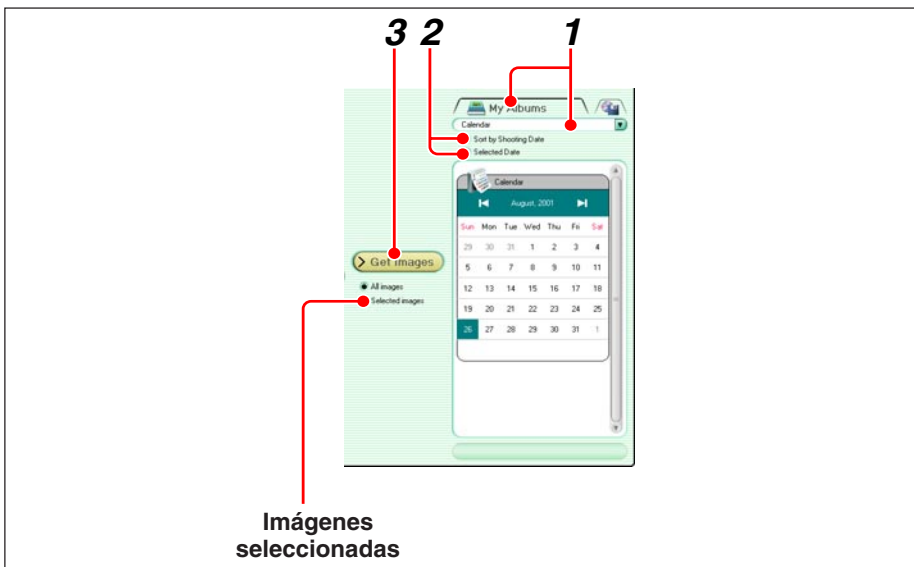 3 2 1
My Albums
Calendar
Sort by Shooting Date
Selected Date
Calendar
August, 2001
Sun Mon Tue Wed Thu Fri Sat
29 30 31 1 2 3 4
5 6 7 8 9 10 11
12 13 14 15 16 17 18
19 20 21 22 23 24 25
26 27 28 29 30 31 1
Get Images
All images
Selected images
Imágenes
seleccionadas